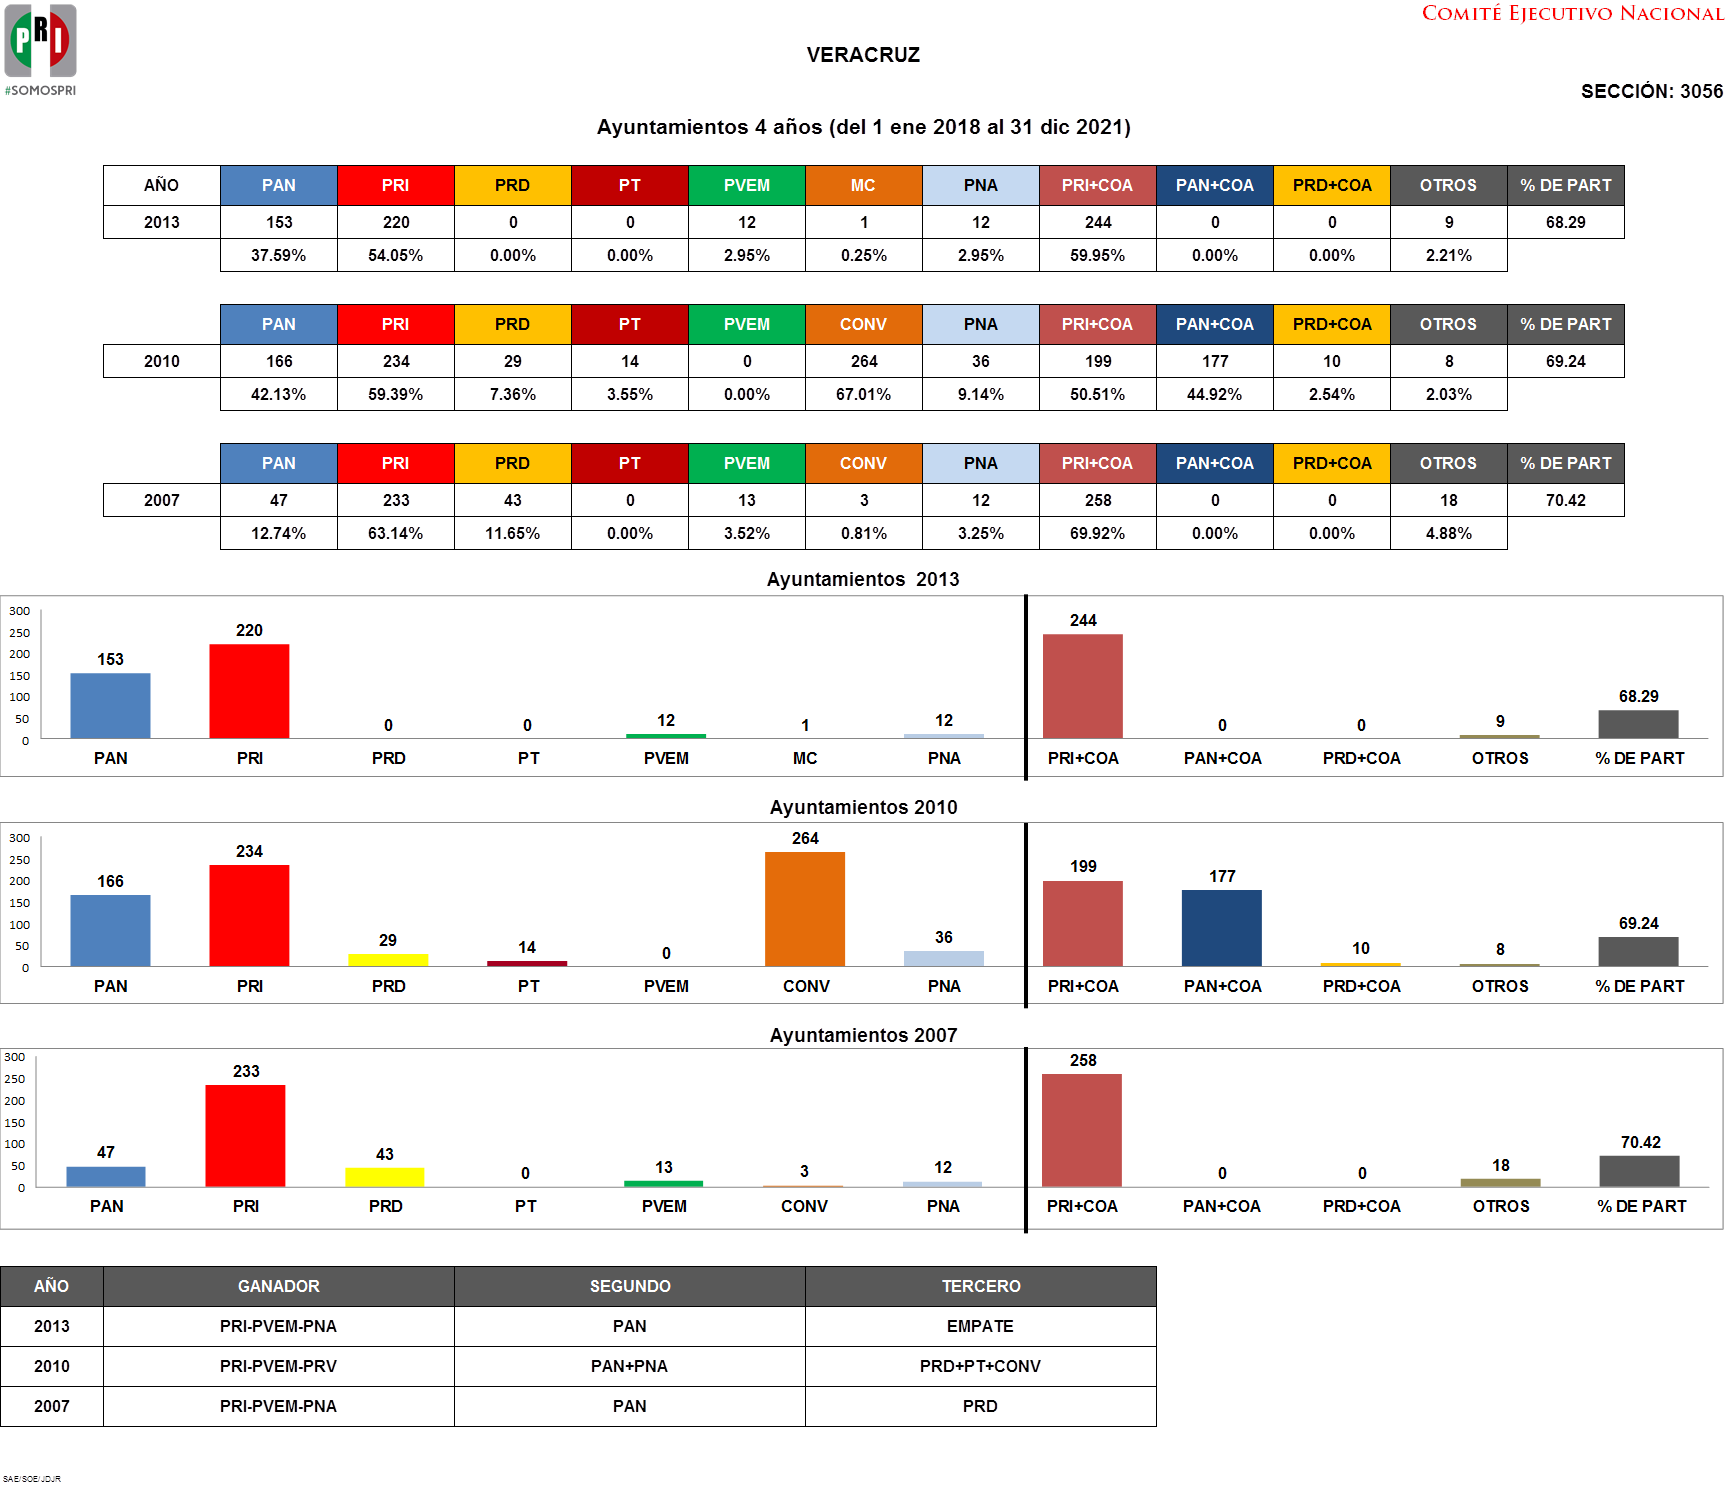 PRI
#SOMOSPRI
COMITÉ EJECUTIVO NACIONAL
VERACRUZ
SECCIÓN: 3056
Ayuntamientos 4 años (del 1 ene 2018 al 31 dic 2021)
AÑO PAN PRI PRD PT PVEM MC PNA PRI+COA PAN+COA PRD+COA OTROS % DE PART
2013 153 220 0 0 12 1 12 244 0 0 9 68.29
37.59% 54.05% 0.00% 0.00% 2.95% 0.25% 2.95% 59.95% 0.00% 0.00% 2.21%
PAN PRI PRD PT PVEM CONV PNA PRI+COA PAN+COA PRD+COA OTROS % DE PART
2010 166 234 29 14 0 264 36 199 177 10 8 69.24
42.13% 59.39% 7.36% 3.55% 0.00% 67.01% 9.14% 50.51% 44.92% 2.54% 2.03%
PAN PRI PRD PT PVEM CONV PNA PRI+COA PAN+COA PRD+COA OTROS % DE PART
2007 47 233 43 0 13 3 12 258 0 0 18 70.42
12.74% 63.14% 11.65% 0.00% 3.52% 0.81% 3.25% 69.92% 0.00% 0.00% 4.88%
Ayuntamientos 2013
300
250
200
150
100
50
0
153 220 0 0 12 1 12 244 0 0 9 68.29
PAN PRI PRD PT PVEM MC PNA PRI+COA PAN+COA PRD+COA OTROS % DE PART
Ayuntamientos 2010
300
250
200
150
100
50
0
166 234 29 14 0 264 36 199 177 10 8 69.24
PAN PRI PRD PT PVEM CONV PNA PRI+COA PAN+COA PRD+COA OTROS % DE PART
Ayuntamientos 2007
300
250
200
150
100
50
0
47 233 43 0 13 3 12 258 0 0 18 70.42
PAN PRI PRD PT PVEM CONV PNA PRI+COA PAN+COA PRD+COA OTROS % DE PART
AÑO GANADOR SEGUNDO TERCERO
2013 PRI-PVEM-PNA PAN EMPATE
2010 PRI-PVEM-PRV PAN+PNA PRD+PT+CONV
2007 PRI-PVEM-PNA PAN PRD
SAE/SOE/JDJR